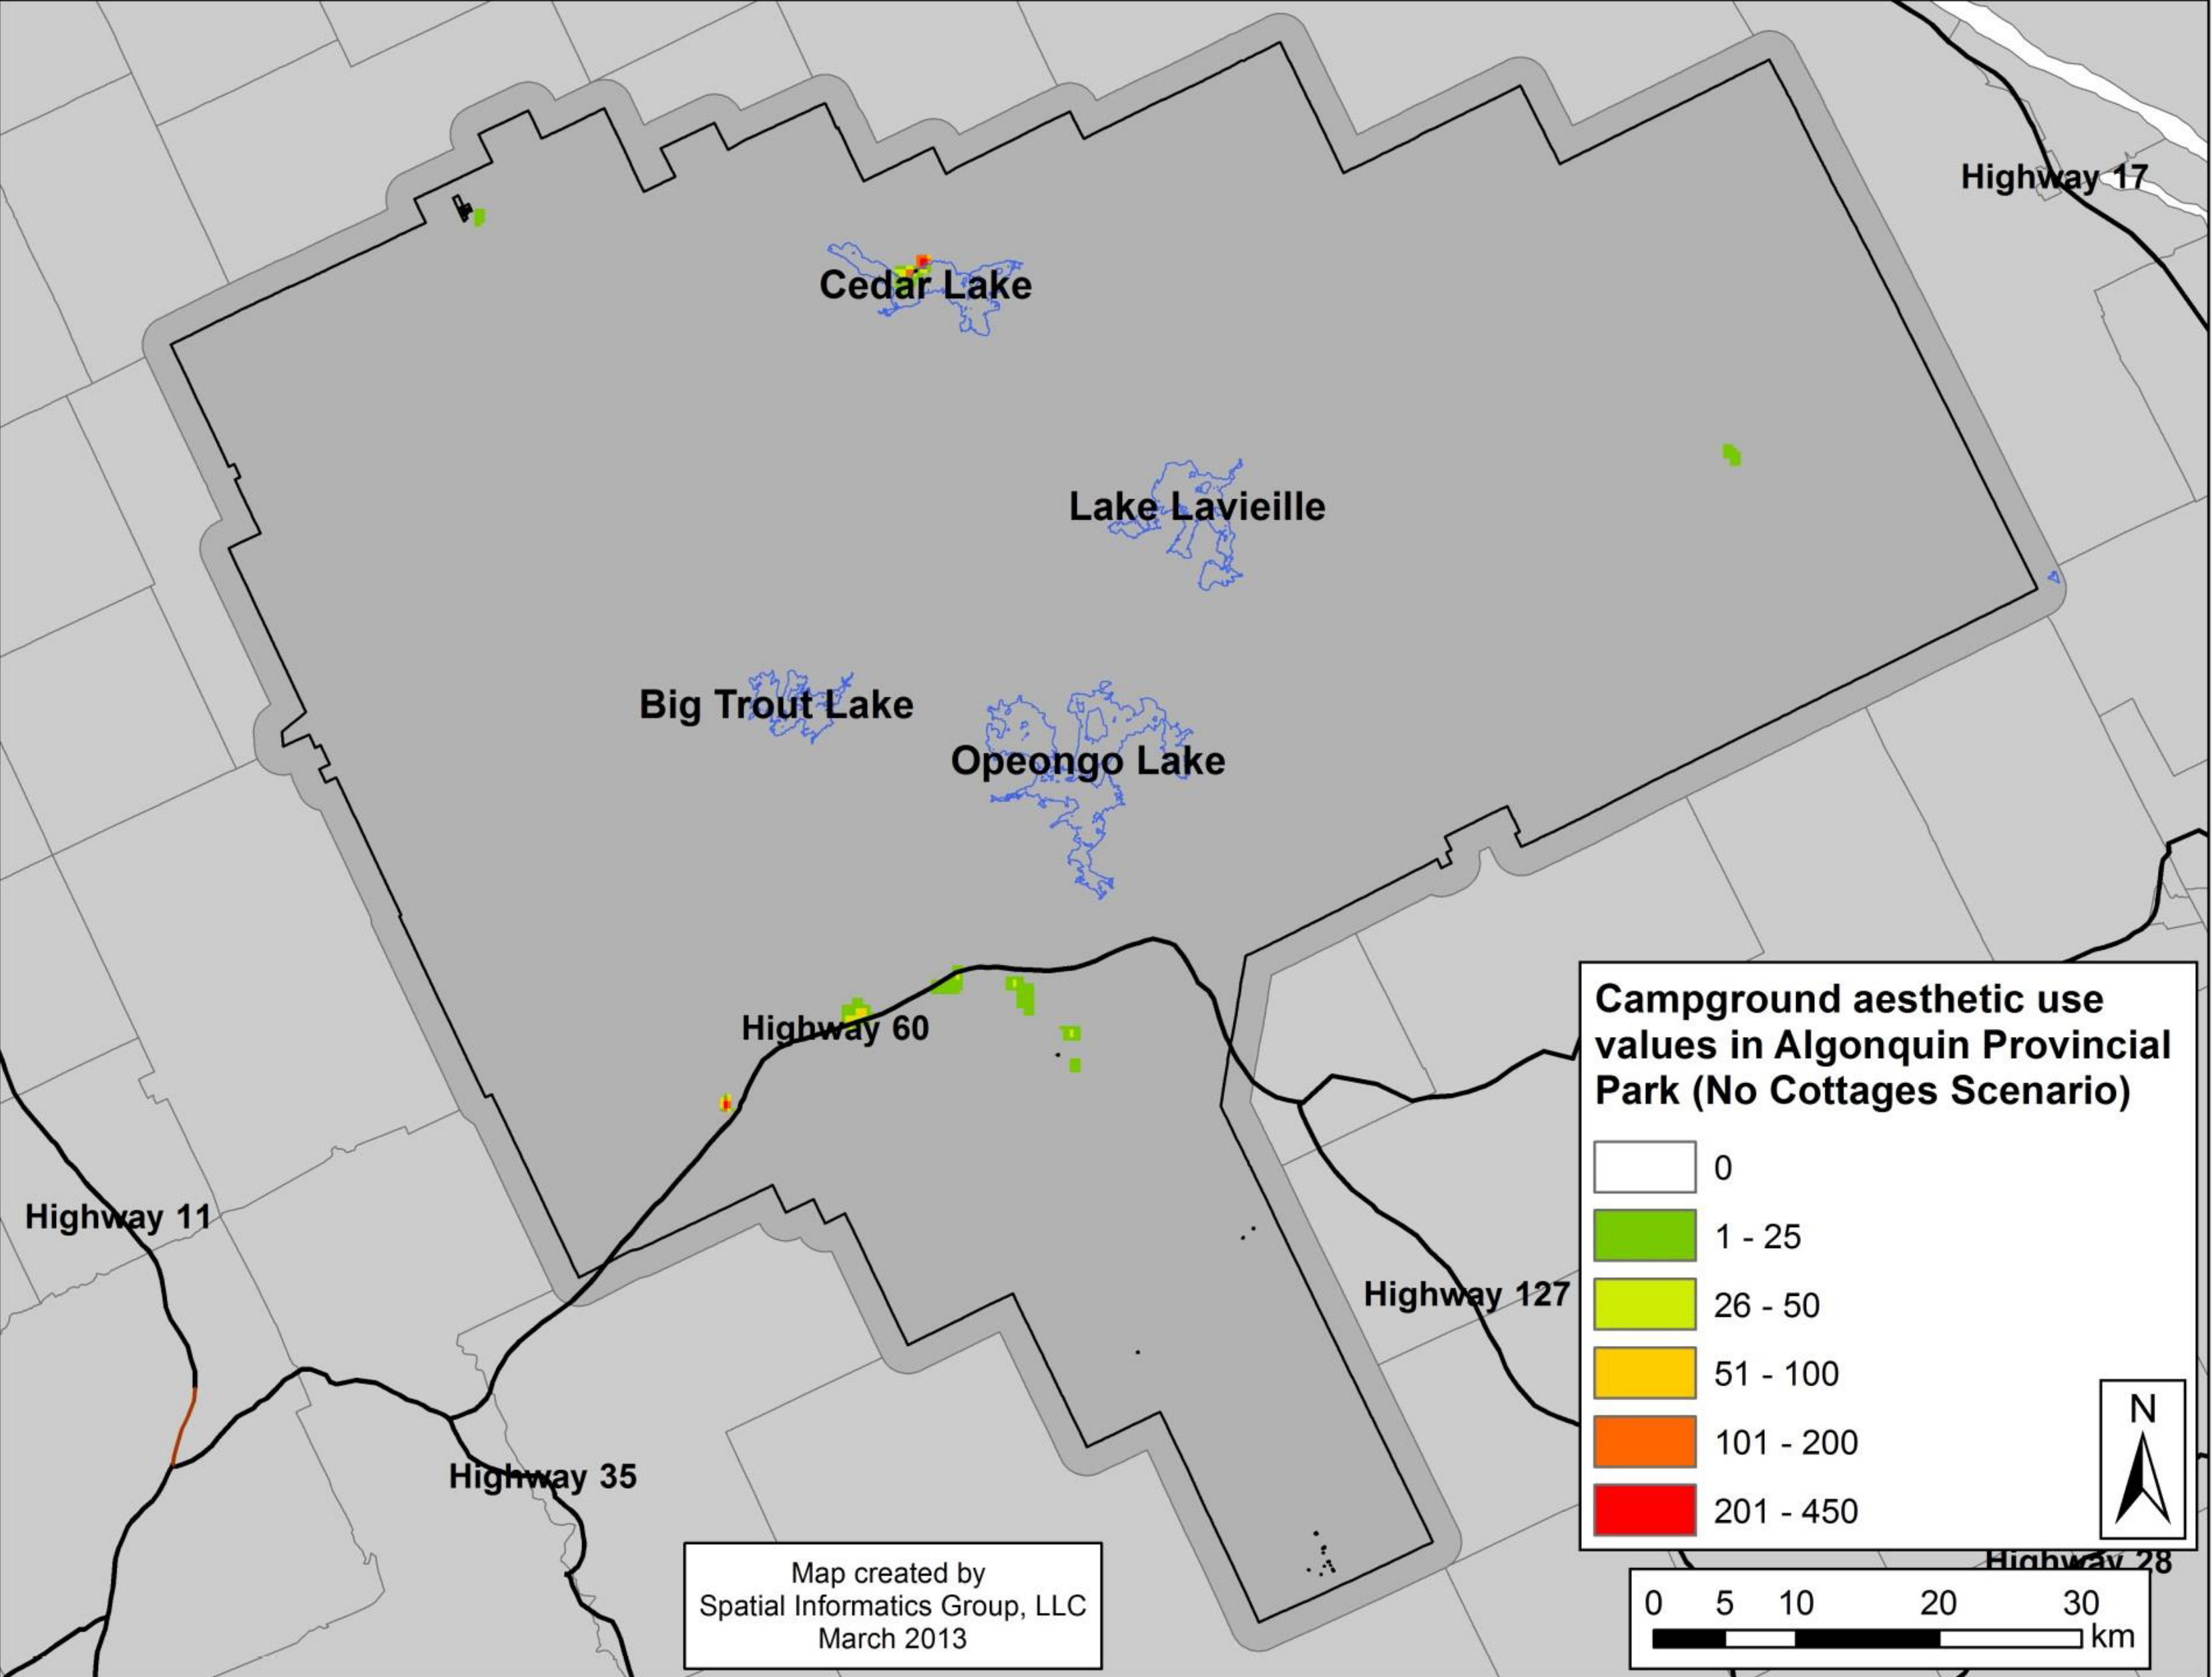 Highway 17
Cedar Lake
Lake Lavieille
Big Trout Lake
Opeongo Lake
Highway 60
Highway 11
Highway 127
Highway 35
Campground aesthetic use
values in Algonquin Provincial
Park (No Cottages Scenario)
0
1 - 25
26 - 50
51 - 100
101 - 200
201 - 450
N
Highway 28
Map created by
Spatial Informatics Group, LLC
March 2013
0 5 10 20 30
km